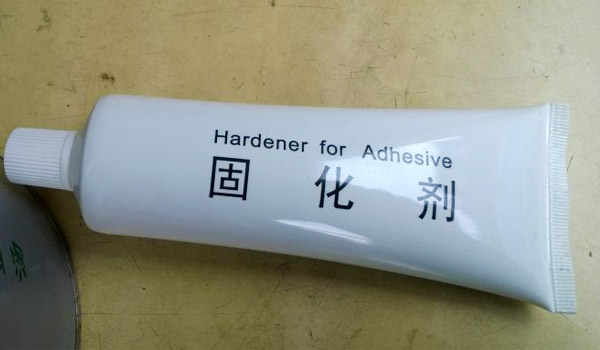 Hardener for Adhesive
固化剂